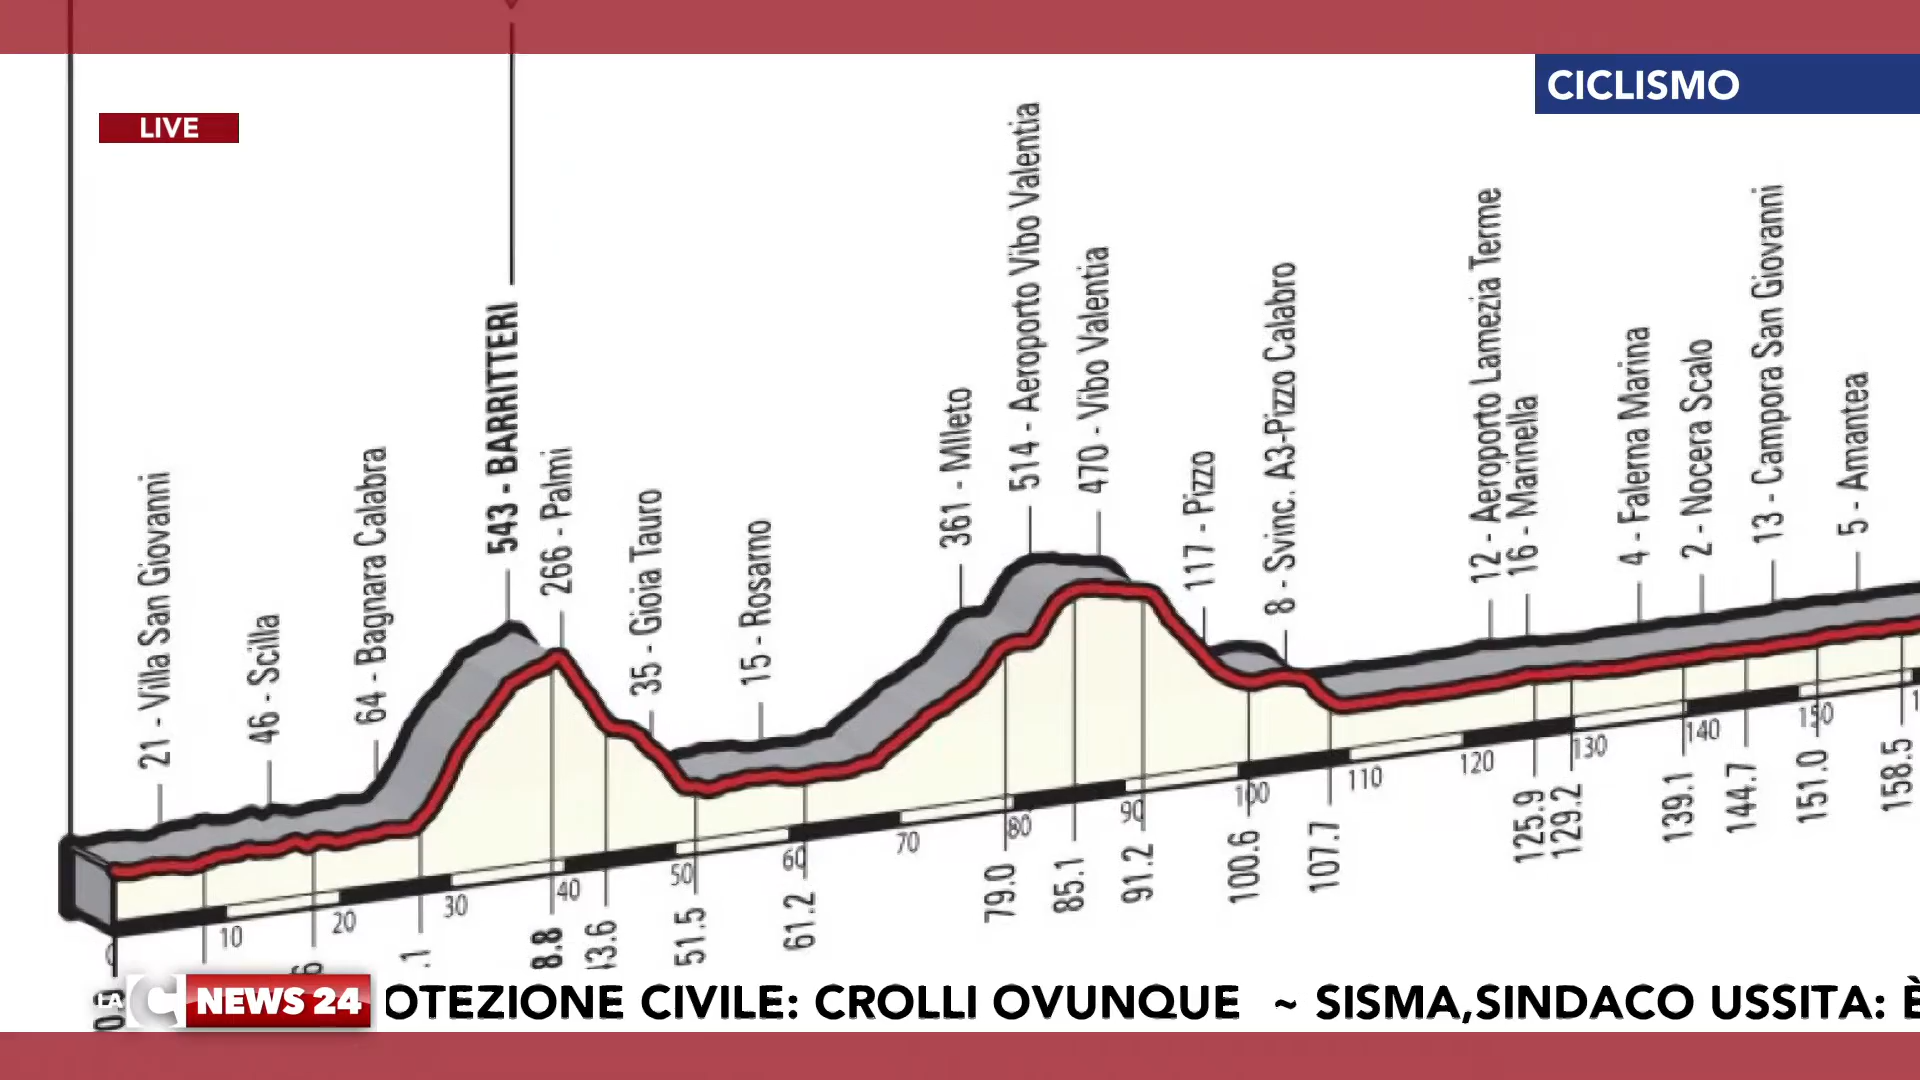 CICLISMO
LIVE
21 - Villa San Giovanni
46 - Scilla
64 - Bagnara Calabra
543 - BARRITTERI
266 - Palmi
35 - Gioia Tauro
15 - Rosarno
361 - MIleto
514 - Aeroporto Vibo Valentia
470 - Vibo Valentia
117 - Pizzo
8 - Svinc. A3-Pizzo Calabro
12 - Aeroporto Lamezia Terme
16 - Marinella
4 - Falerna Marina
2 - Nocera Scalo
13 - Campora San Giovanni
5 - Amantea
10
20
30
40
50
60
70
80
90
100
110
120
130
140
150
.1
8.8
43.6
51.5
61.2
79.0
85.1
91.2
100.6
107.7
125.9
129.2
139.1
144.7
151.0
158.5
LA C NEWS 24
OTEZIONE CIVILE: CROLLI OVUNQUE ~ SISMA,SINDACO USSITA: È